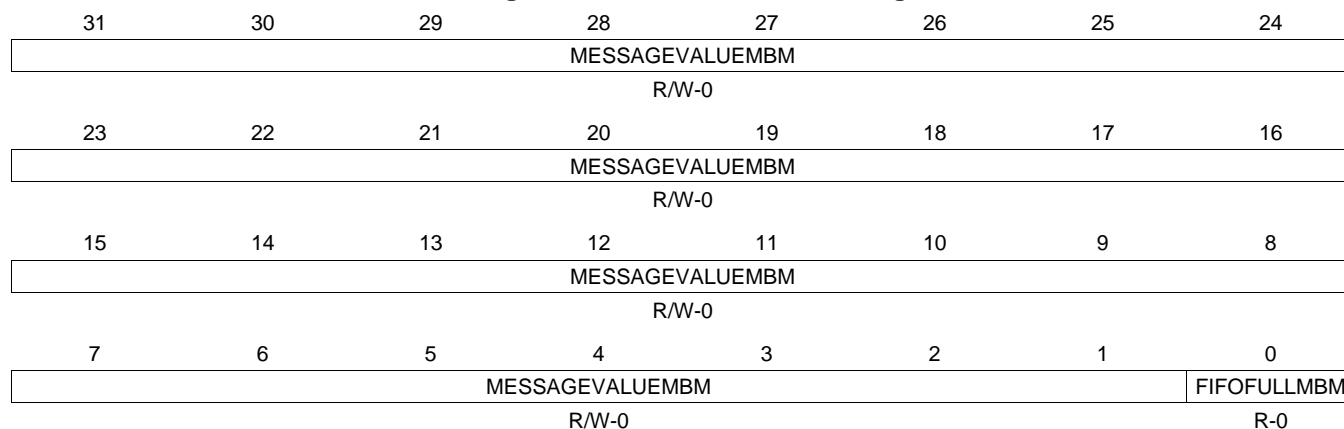 31 30 29 28 27 26 25 24
MESSAGEVALUEMBM
R/W-0
23 22 21 20 19 18 17 16
MESSAGEVALUEMBM
R/W-0
15 14 13 12 11 10 9 8
MESSAGEVALUEMBM
R/W-0
7 6 5 4 3 2 1 0
MESSAGEVALUEMBM FIFOFULLMBM
R/W-0 R-0